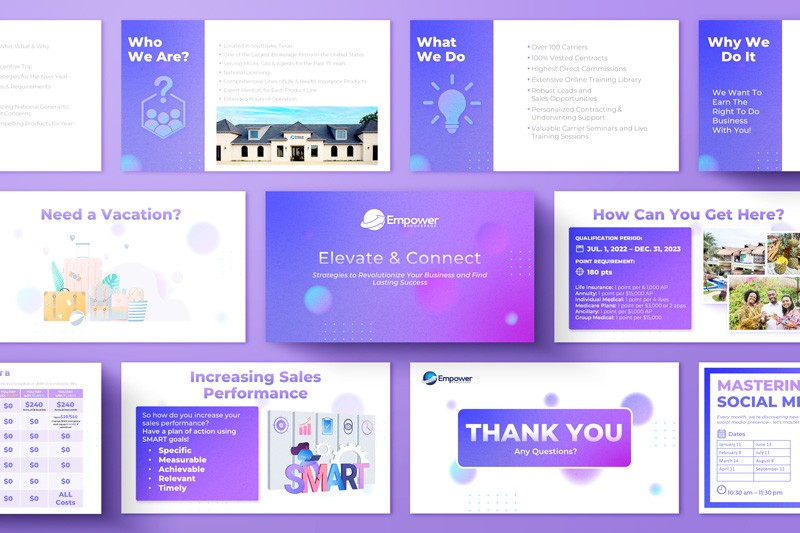 Who, What & Why
centive Trip
ategies for the New Year
s & Requirements
izing National General to
t Concerns
mpelling Products for Year-
Who
We Are?
Located in Southlake, Texas
One of the Largest Brokerage Firms in the United States
Serving MGAs, GAs & Agents for the Past 15 Years
National Licensing
Comprehensive Lines of Life & Health Insurance Products
Expert Services for Each Product Line
Extended Hours of Operation
What
We Do
Over 100 Carriers
100% Vested Contracts
Highest Direct Commissions
Extensive Online Training Library
Robust Leads and
Sales Opportunities
Personalized Contracting &
Underwriting Support
Valuable Carrier Seminars and Live
Training Sessions
Why We
Do It
We Want To
Earn The
Right To Do
Business
With You!
Need a Vacation?
Empower
BROKERAGE
Elevate & Connect
Strategies to Revolutionize Your Business and Find
Lasting Success
How Can You Get Here?
QUALIFICATION PERIOD:
JUL. 1, 2022 – DEC. 31, 2023
POINT REQUIREMENT:
180 pts
Life Insurance: 1 point per $1,000 AP
Annuity: 1 point per $15,000 AP
Individual Medical: 1 point per 4 lives
Medicare Plans: 1 point per $3,000 or 2 apps
Ancillary: 1 point per $1,000 AP
Group Medical: 1 point per $15,000
T B
$0 $240 $240
$0 $0
$0 $0 $0
$0 $0 $0
$0 $0 $0
$0 $0 $0
$0 $0 $0
$0 $0 ALL
Costs
Increasing Sales
Performance
So how do you increase your
sales performance?
Have a plan of action using
SMART goals!
Specific
Measurable
Achievable
Relevant
Timely
SMART
Empower
THANK YOU
Any Questions?
MASTERIN
SOCIAL ME
Every month, we're discovering new
social media presence - let's master
Dates
January 11 June 13
February 8 July 11
March 14 August 8
April 11 September 12
10:30 am – 11:30 pm